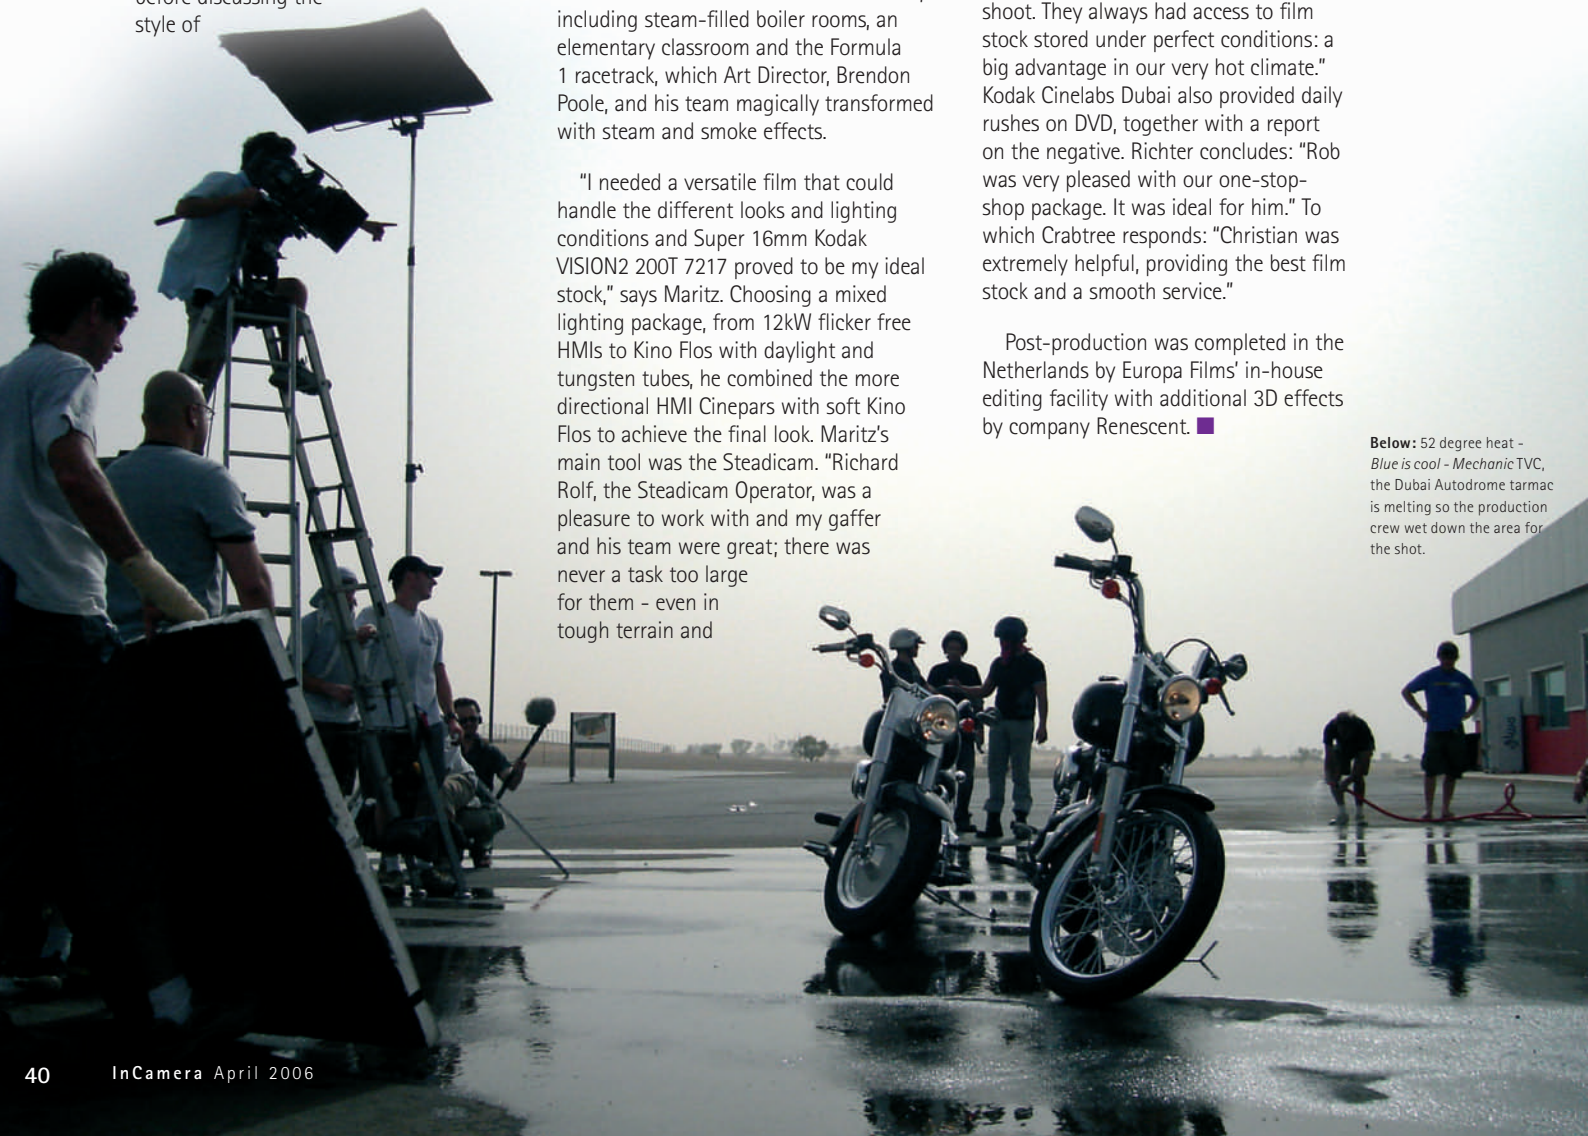 before discussing the
style of
including steam-filled boiler rooms, an
elementary classroom and the Formula
1 racetrack, which Art Director, Brendon
Poole, and his team magically transformed
with steam and smoke effects.
“I needed a versatile film that could
handle the different looks and lighting
conditions and Super 16mm Kodak
VISION2 200T 7217 proved to be my ideal
stock,” says Maritz. Choosing a mixed
lighting package, from 12kW flicker free
HMIs to Kino Flos with daylight and
tungsten tubes, he combined the more
directional HMI Cinepars with soft Kino
Flos to achieve the final look. Maritz’s
main tool was the Steadicam. “Richard
Rolf, the Steadicam Operator, was a
pleasure to work with and my gaffer
and his team were great; there was
never a task too large
for them - even in
tough terrain and
shoot. They always had access to film
stock stored under perfect conditions: a
big advantage in our very hot climate.”
Kodak Cinelabs Dubai also provided daily
rushes on DVD, together with a report
on the negative. Richter concludes: “Rob
was very pleased with our one-stop-
shop package. It was ideal for him.” To
which Crabtree responds: “Christian was
extremely helpful, providing the best film
stock and a smooth service.”
Post-production was completed in the
Netherlands by Europa Films’ in-house
editing facility with additional 3D effects
by company Renescent.
Below: 52 degree heat -
Blue is cool - Mechanic TVC,
the Dubai Autodrome tarmac
is melting so the production
crew wet down the area for
the shot.
40 InCamera April 2006